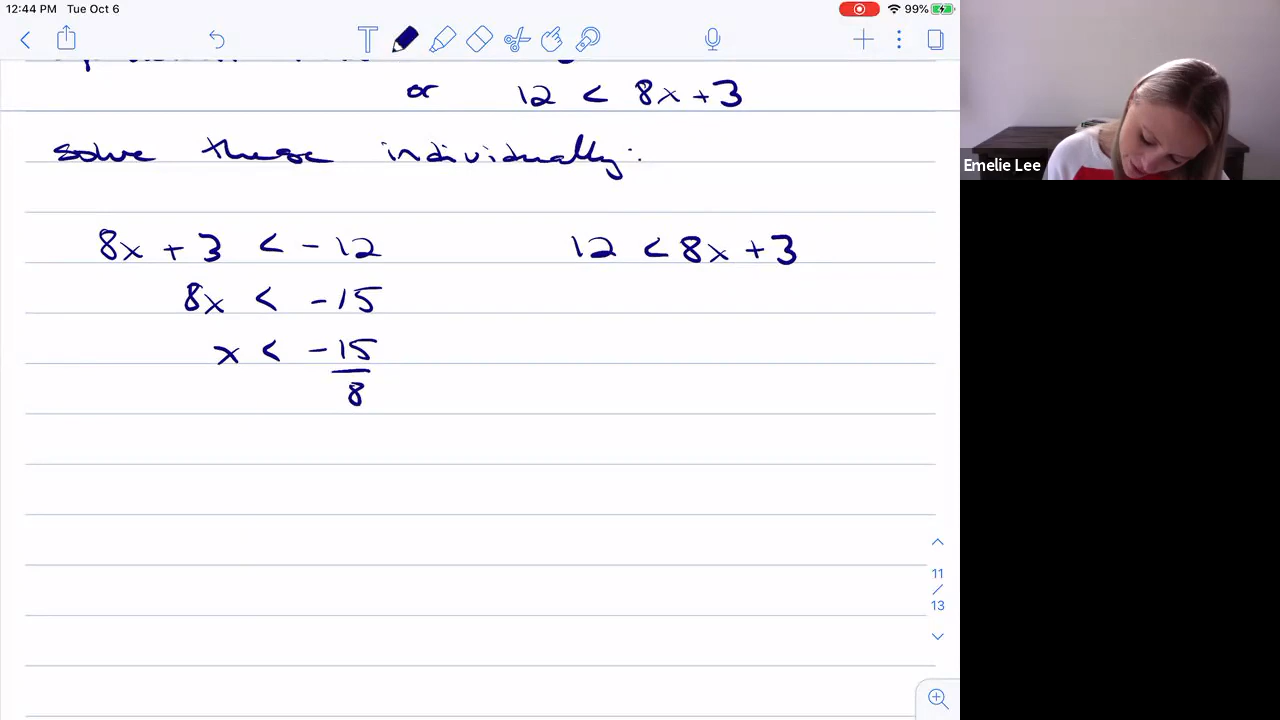 12:44 PM Tue Oct 6
99%
or 12 < 8x + 3
solve these individually:
8x + 3 < - 12
12 < 8x + 3
8x < - 15
x < - 15
8
11
/
13
Emelie Lee